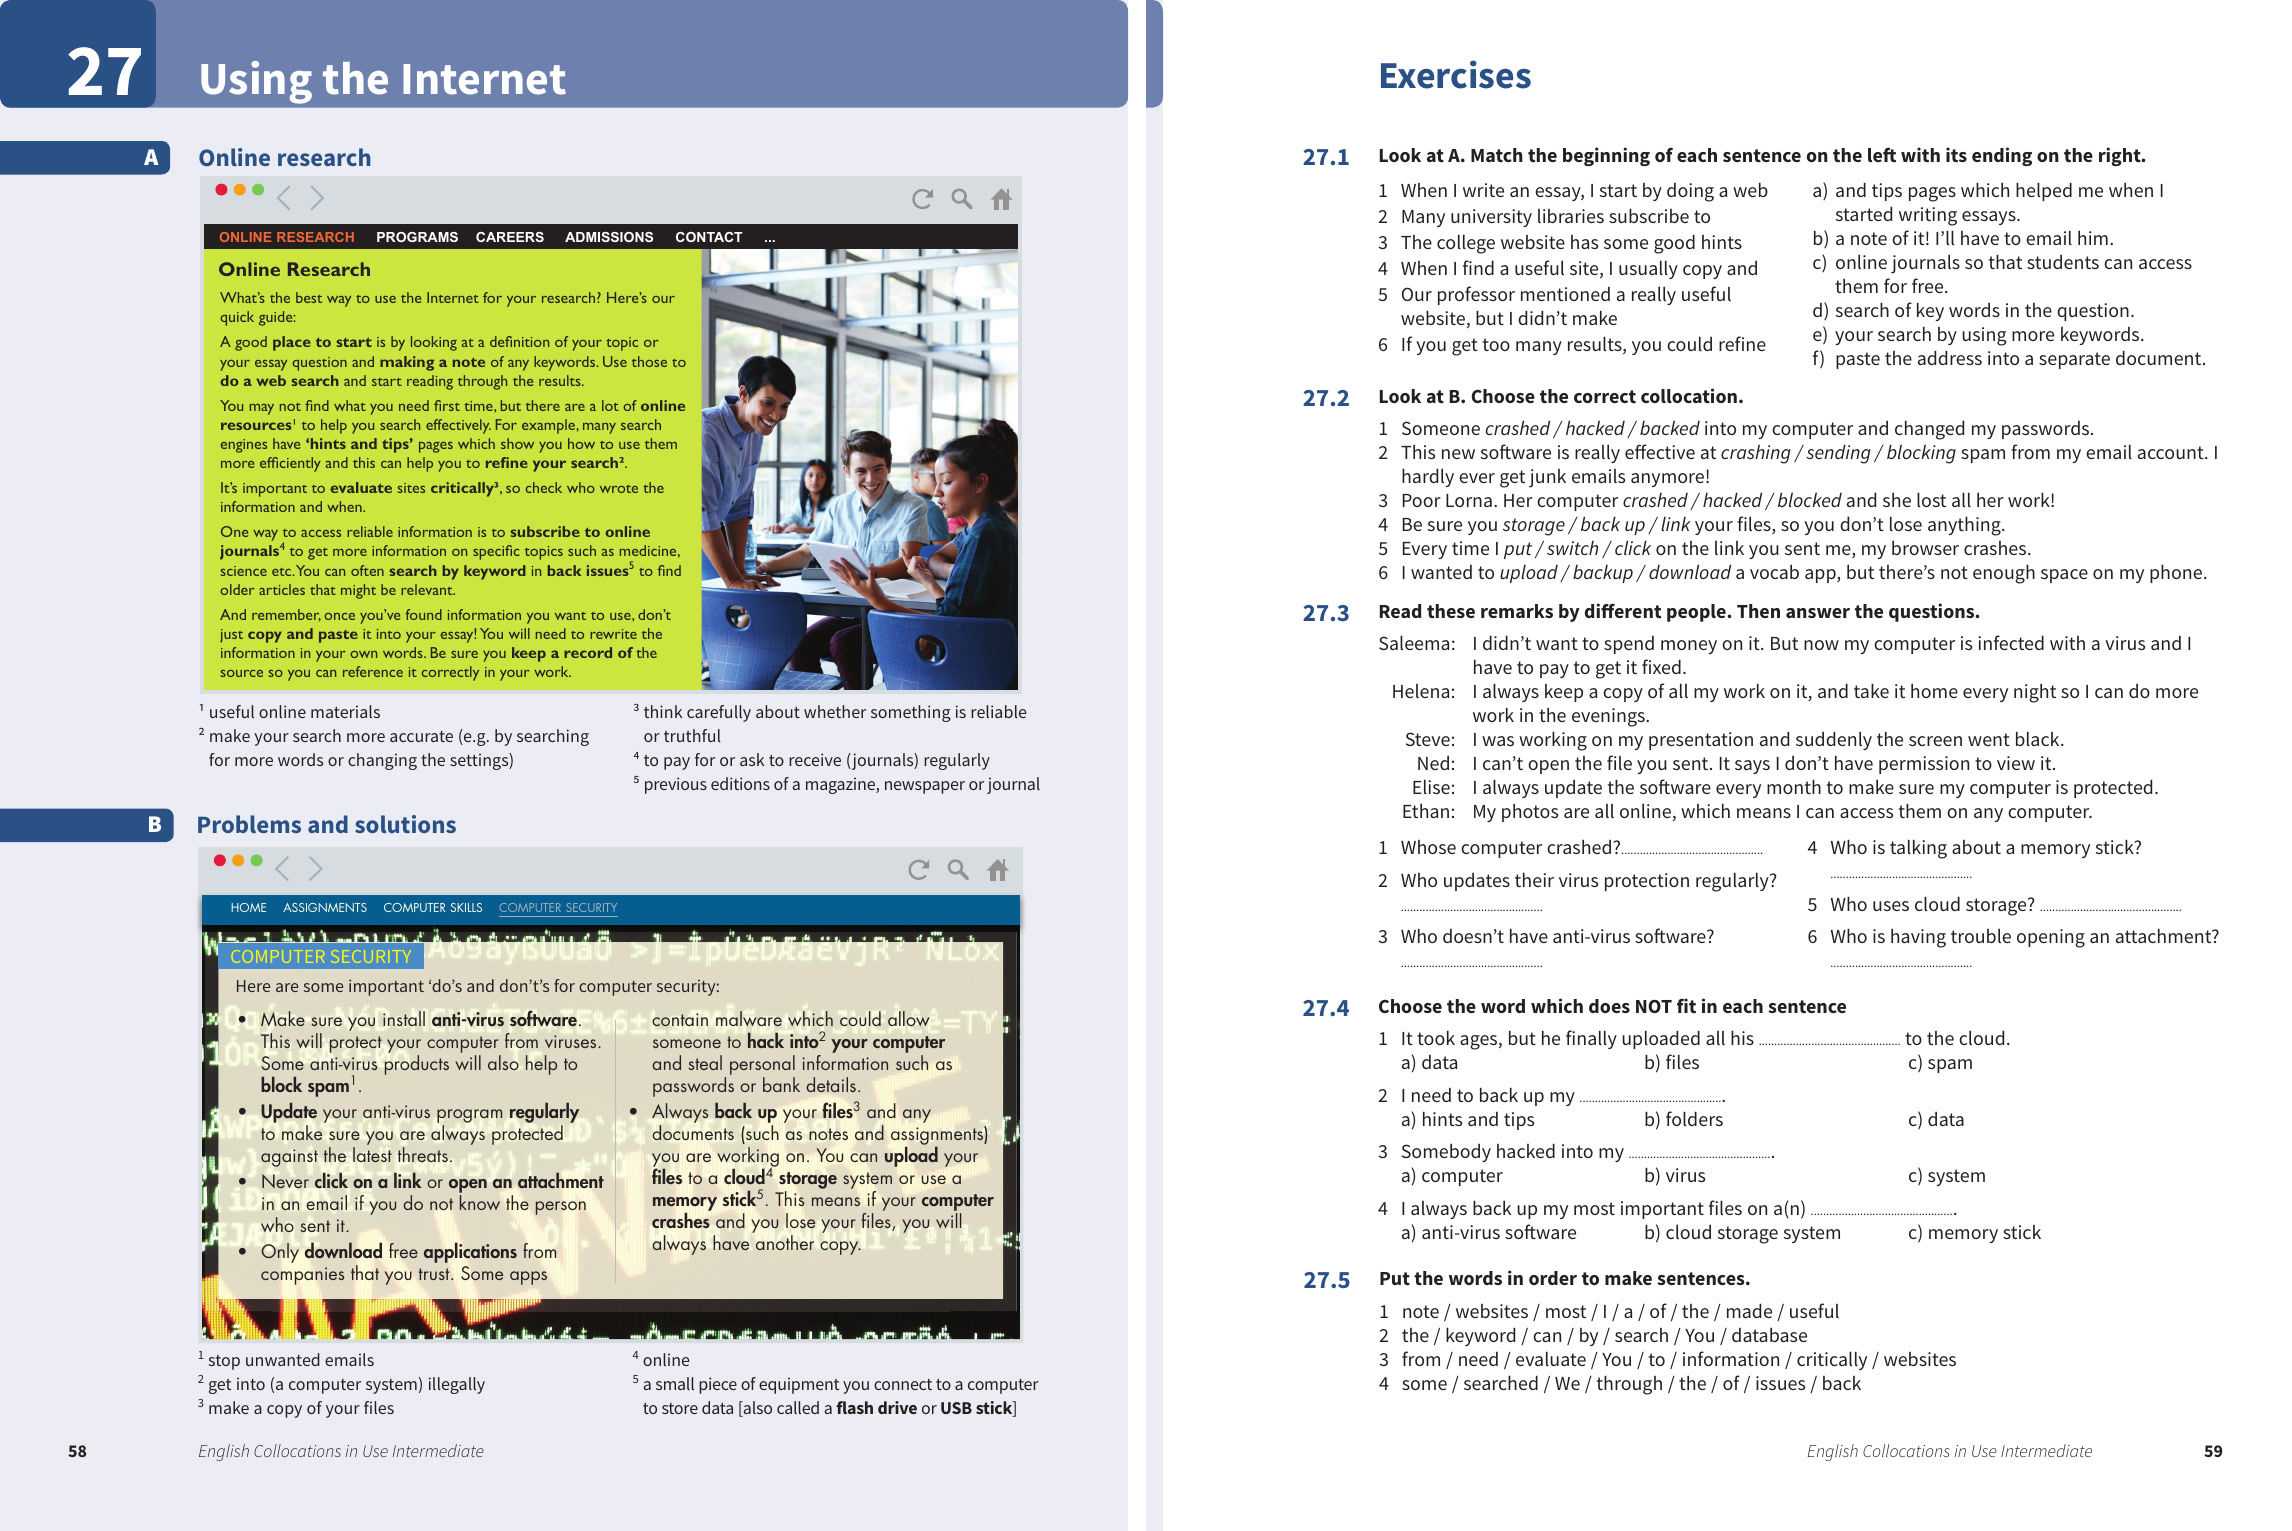 27
Using the Internet
A
Online research
ONLINE RESEARCH PROGRAMS CAREERS ADMISSIONS CONTACT ...
Online Research
What's the best way to use the Internet for your research? Here's our
quick guide:
A good place to start is by looking at a definition of your topic or
your essay question and making a note of any keywords. Use those to
do a web search and start reading through the results.
You may not find what you need first time, but there are a lot of online
resources¹ to help you search effectively. For example, many search
engines have ‘hints and tips’ pages which show you how to use them
more efficiently and this can help you to refine your search².
It's important to evaluate sites critically³, so check who wrote the
information and when.
One way to access reliable information is to subscribe to online
journals⁴ to get more information on specific topics such as medicine,
science etc. You can often search by keyword in back issues⁵ to find
older articles that might be relevant.
And remember, once you've found information you want to use, don't
just copy and paste it into your essay! You will need to rewrite the
information in your own words. Be sure you keep a record of the
source so you can reference it correctly in your work.
¹ useful online materials
² make your search more accurate (e.g. by searching
for more words or changing the settings)
³ think carefully about whether something is reliable
or truthful
⁴ to pay for or ask to receive (journals) regularly
⁵ previous editions of a magazine, newspaper or journal
B
Problems and solutions
HOME ASSIGNMENTS COMPUTER SKILLS COMPUTER SECURITY
COMPUTER SECURITY
Here are some important ‘do's and don't's for computer security:
• Make sure you install anti-virus software.
This will protect your computer from viruses.
Some anti-virus products will also help to
block spam¹.
• Update your anti-virus program regularly
to make sure you are always protected
against the latest threats.
• Never click on a link or open an attachment
in an email if you do not know the person
who sent it.
• Only download free applications from
companies that you trust. Some apps
contain malware which could allow
someone to hack into² your computer
and steal personal information such as
passwords or bank details.
• Always back up your files³ and any
documents (such as notes and assignments)
you are working on. You can upload your
files to a cloud⁴ storage system or use a
memory stick⁵. This means if your computer
crashes and you lose your files, you will
always have another copy.
MALWARE
¹ stop unwanted emails
² get into (a computer system) illegally
³ make a copy of your files
⁴ online
⁵ a small piece of equipment you connect to a computer
to store data [also called a flash drive or USB stick]
58 English Collocations in Use Intermediate
Exercises
27.1 Look at A. Match the beginning of each sentence on the left with its ending on the right.
1 When I write an essay, I start by doing a web
2 Many university libraries subscribe to
3 The college website has some good hints
4 When I find a useful site, I usually copy and
5 Our professor mentioned a really useful
website, but I didn't make
6 If you get too many results, you could refine
a) and tips pages which helped me when I
started writing essays.
b) a note of it! I'll have to email him.
c) online journals so that students can access
them for free.
d) search of key words in the question.
e) your search by using more keywords.
f) paste the address into a separate document.
27.2 Look at B. Choose the correct collocation.
1 Someone crashed / hacked / backed into my computer and changed my passwords.
2 This new software is really effective at crashing / sending / blocking spam from my email account. I
hardly ever get junk emails anymore!
3 Poor Lorna. Her computer crashed / hacked / blocked and she lost all her work!
4 Be sure you storage / back up / link your files, so you don't lose anything.
5 Every time I put / switch / click on the link you sent me, my browser crashes.
6 I wanted to upload / backup / download a vocab app, but there's not enough space on my phone.
27.3 Read these remarks by different people. Then answer the questions.
Saleema: I didn't want to spend money on it. But now my computer is infected with a virus and I
have to pay to get it fixed.
Helena: I always keep a copy of all my work on it, and take it home every night so I can do more
work in the evenings.
Steve: I was working on my presentation and suddenly the screen went black.
Ned: I can't open the file you sent. It says I don't have permission to view it.
Elise: I always update the software every month to make sure my computer is protected.
Ethan: My photos are all online, which means I can access them on any computer.
1 Whose computer crashed? ..........
2 Who updates their virus protection regularly?
..........
3 Who doesn't have anti-virus software?
..........
4 Who is talking about a memory stick?
..........
5 Who uses cloud storage? ..........
6 Who is having trouble opening an attachment?
..........
27.4 Choose the word which does NOT fit in each sentence
1 It took ages, but he finally uploaded all his .......... to the cloud.
a) data b) files c) spam
2 I need to back up my ...........
a) hints and tips b) folders c) data
3 Somebody hacked into my ...........
a) computer b) virus c) system
4 I always back up my most important files on a(n) ...........
a) anti-virus software b) cloud storage system c) memory stick
27.5 Put the words in order to make sentences.
1 note / websites / most / I / a / of / the / made / useful
2 the / keyword / can / by / search / You / database
3 from / need / evaluate / You / to / information / critically / websites
4 some / searched / We / through / the / of / issues / back
English Collocations in Use Intermediate 59